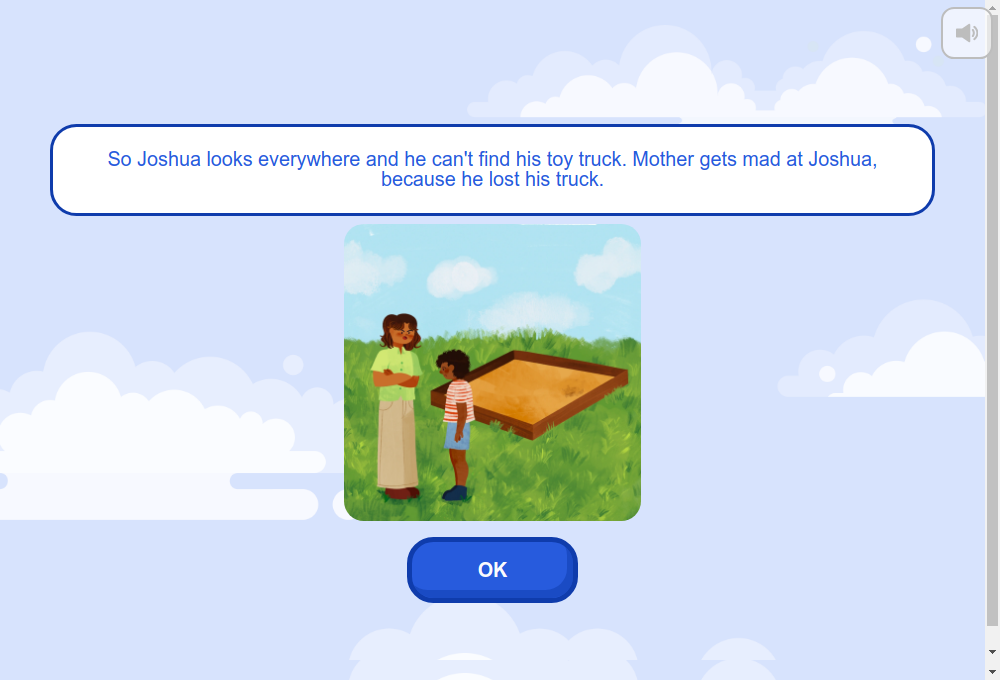 So Joshua looks everywhere and he can't find his toy truck. Mother gets mad at Joshua,
because he lost his truck.
OK